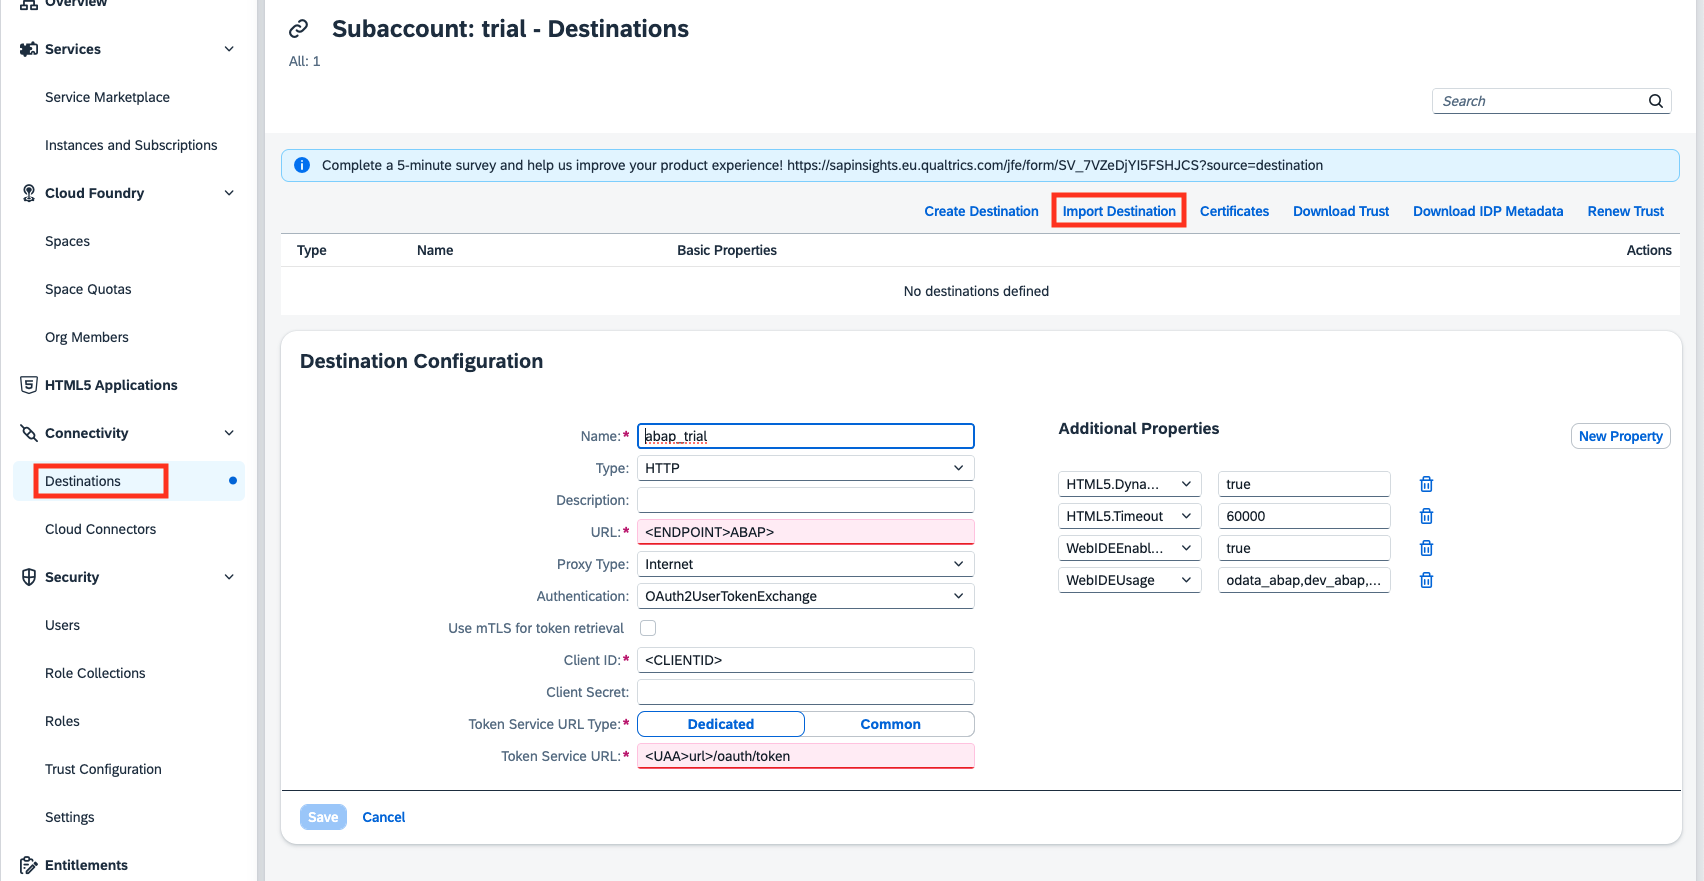 Overview
Services
Service Marketplace
Instances and Subscriptions
Cloud Foundry
Spaces
Space Quotas
Org Members
HTML5 Applications
Connectivity
Destinations
Cloud Connectors
Security
Users
Role Collections
Roles
Trust Configuration
Settings
Entitlements
Subaccount: trial - Destinations
All: 1
Search
Complete a 5-minute survey and help us improve your product experience! https://sapinsights.eu.qualtrics.com/jfe/form/SV_7VZeDjYI5FSHJCS?source=destination
Create Destination Import Destination Certificates Download Trust Download IDP Metadata Renew Trust
Type Name Basic Properties Actions
No destinations defined
Destination Configuration
Name:* abap_trial
Type: HTTP
Description:
URL:* <ENDPOINT>ABAP>
Proxy Type: Internet
Authentication: OAuth2UserTokenExchange
Use mTLS for token retrieval
Client ID:* <CLIENTID>
Client Secret:
Token Service URL Type:* Dedicated Common
Token Service URL:* <UAA>url>/oauth/token
Additional Properties
New Property
HTML5.Dyna... true
HTML5.Timeout 60000
WebIDEEnabl... true
WebIDEUsage odata_abap,dev_abap,...
Save Cancel